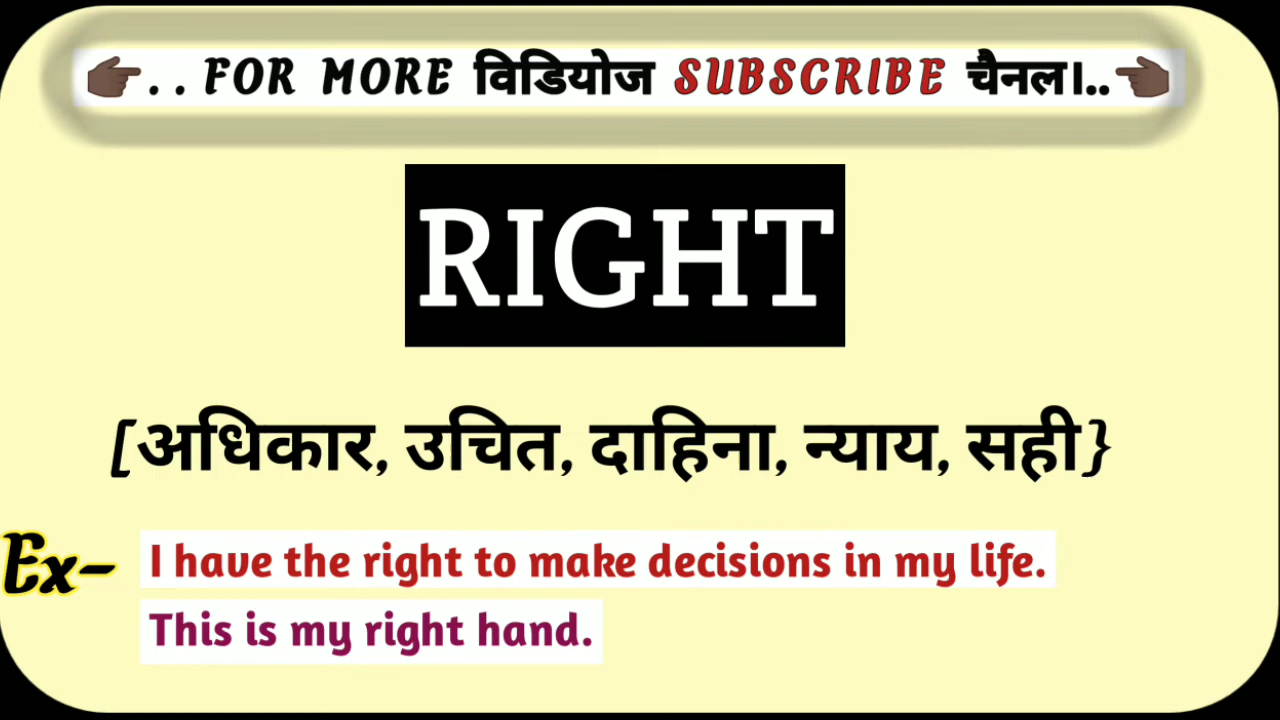 . . FOR MORE विडियोज SUBSCRIBE चैनल।..
RIGHT
[अधिकार, उचित, दाहिना, न्याय, सही}
Ex- I have the right to make decisions in my life.
This is my right hand.